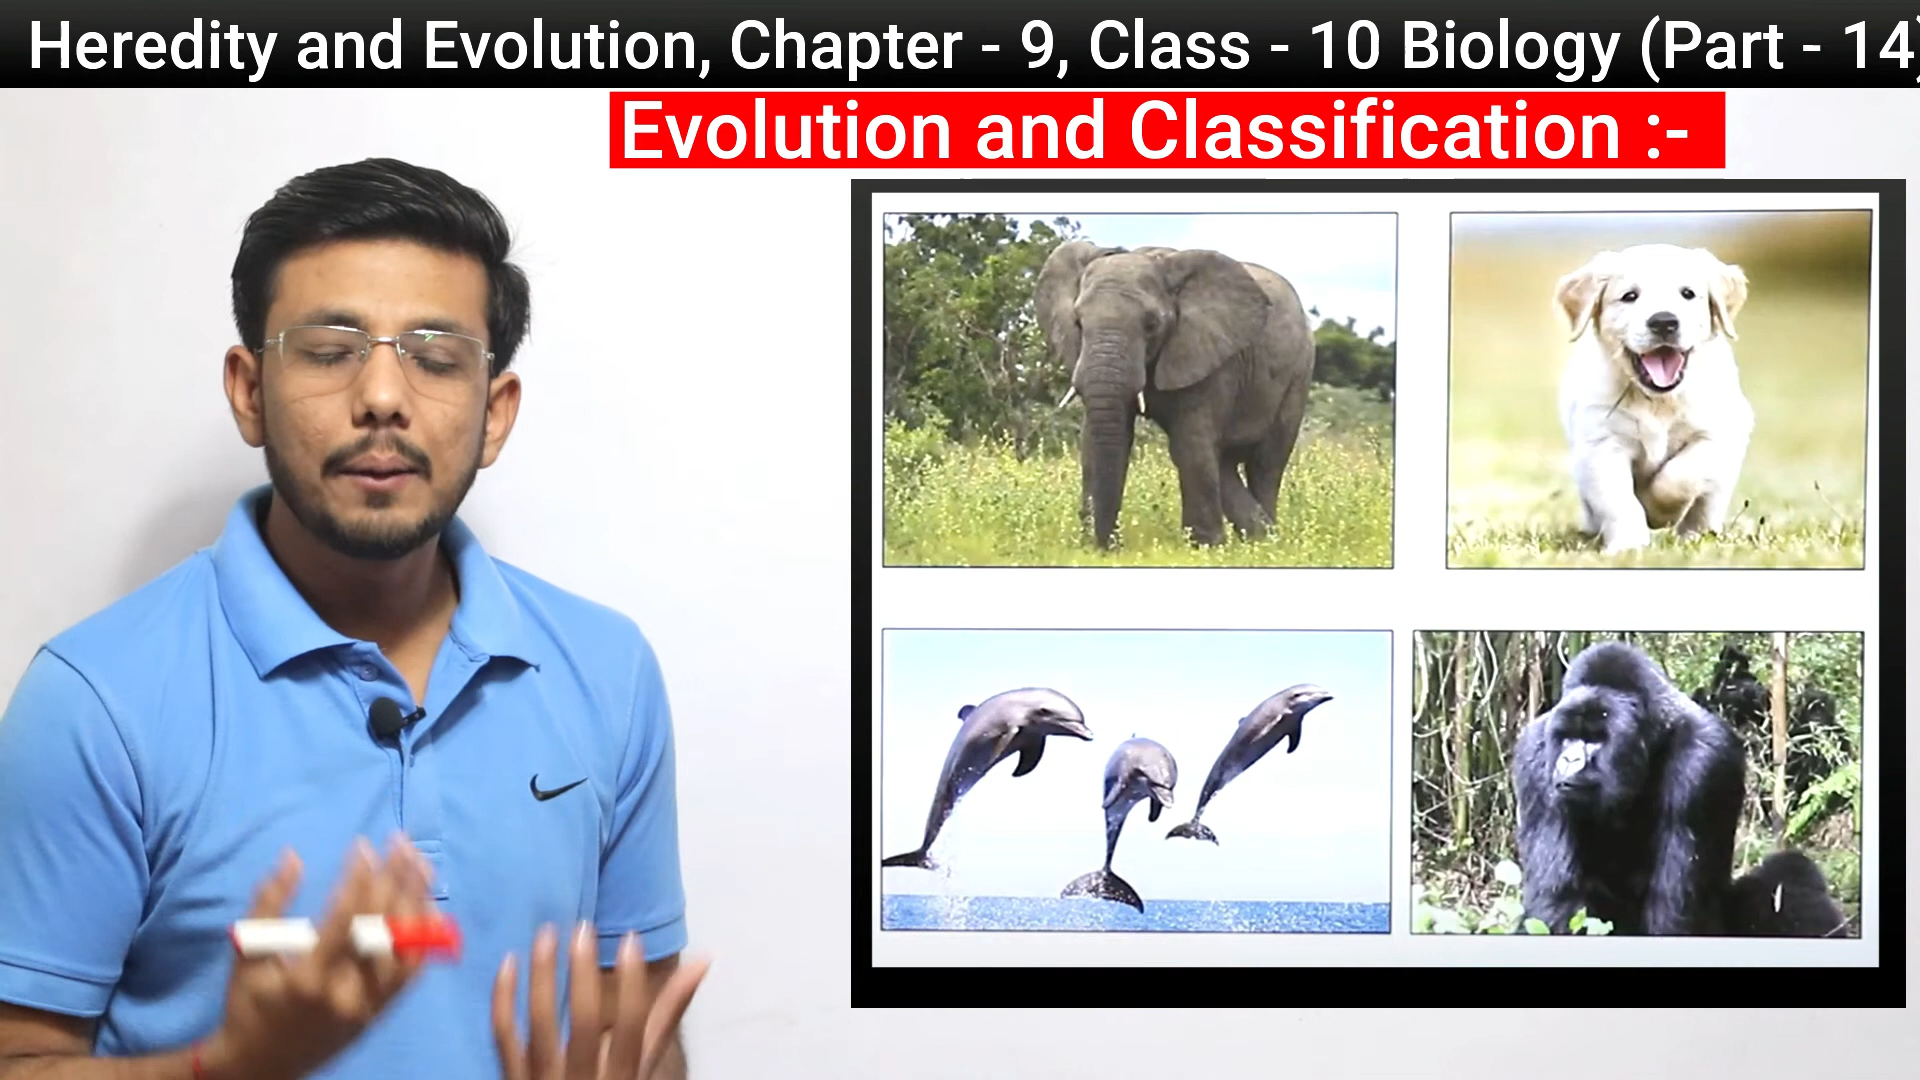 Heredity and Evolution, Chapter - 9, Class - 10 Biology (Part - 14)
Evolution and Classification :-